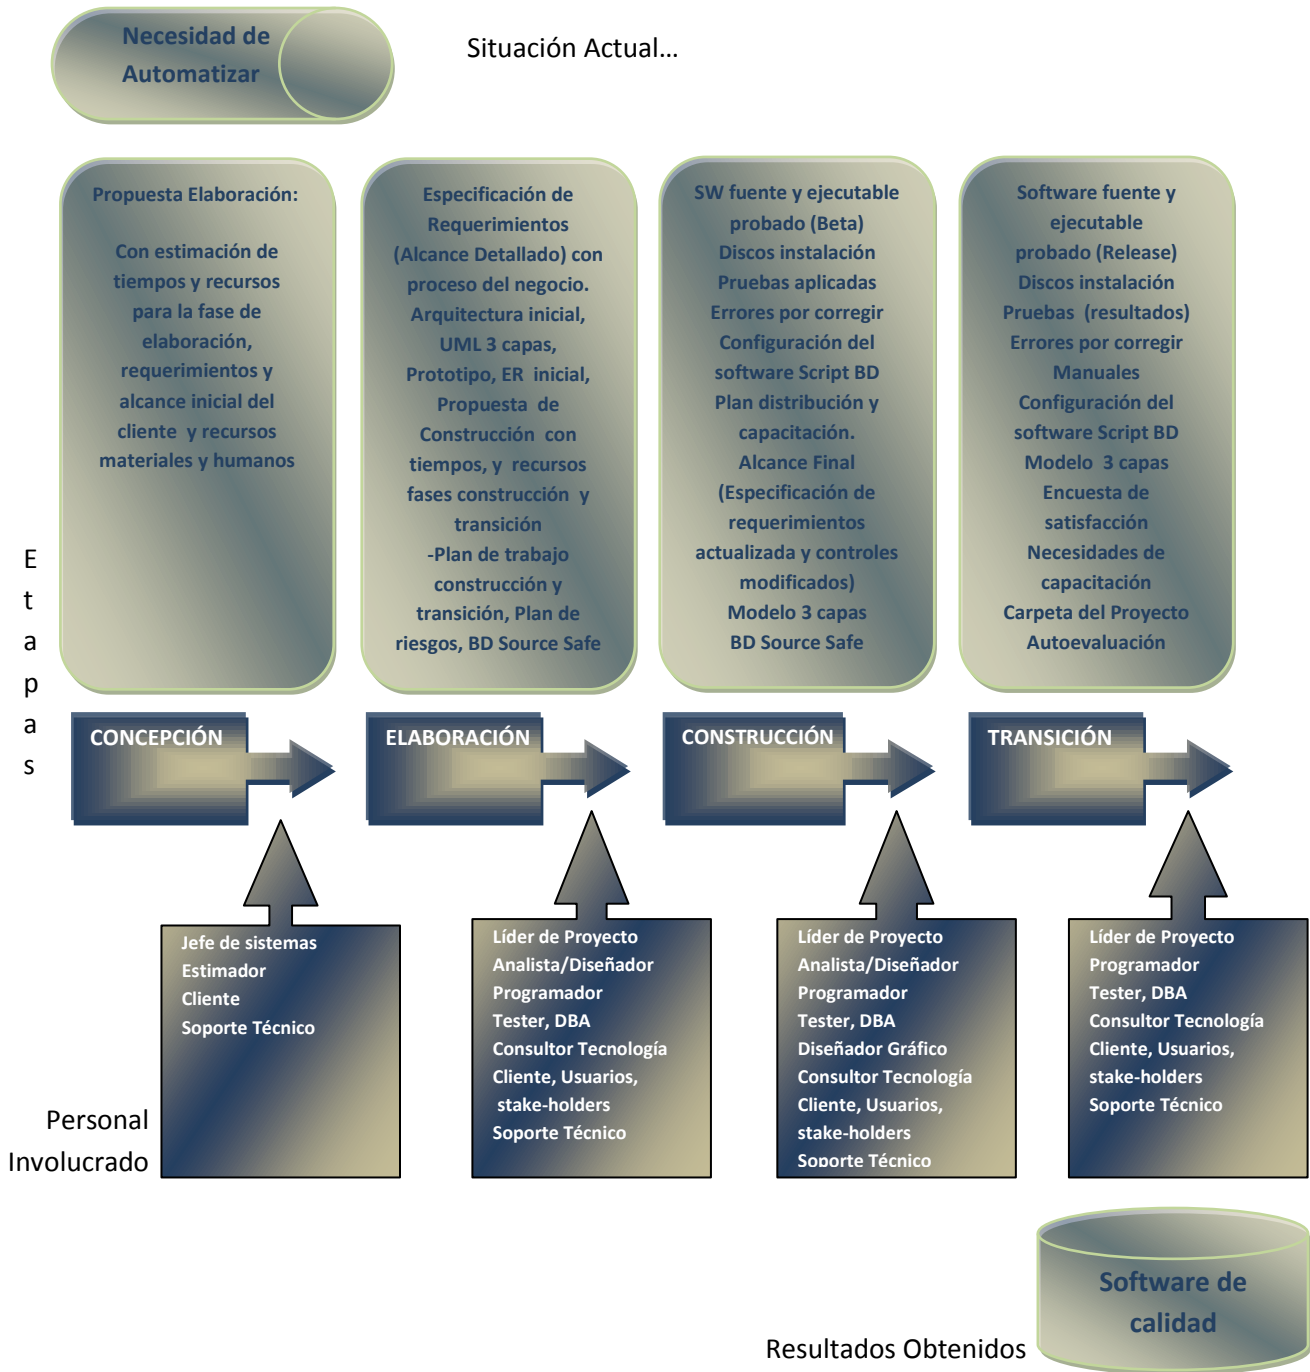 Necesidad de
Automatizar
Situación Actual...
Propuesta Elaboración:
Con estimación de
tiempos y recursos
para la fase de
elaboración,
requerimientos y
alcance inicial del
cliente y recursos
materiales y humanos
Especificación de
Requerimientos
(Alcance Detallado) con
proceso del negocio.
Arquitectura inicial,
UML 3 capas,
Prototipo, ER inicial,
Propuesta de
Construcción con
tiempos, y recursos
fases construcción y
transición
-Plan de trabajo
construcción y
transición, Plan de
riesgos, BD Source Safe
SW fuente y ejecutable
probado (Beta)
Discos instalación
Pruebas aplicadas
Errores por corregir
Configuración del
software Script BD
Plan distribución y
capacitación.
Alcance Final
(Especificación de
requerimientos
actualizada y controles
modificados)
Modelo 3 capas
BD Source Safe
Software fuente y
ejecutable
probado (Release)
Discos instalación
Pruebas (resultados)
Errores por corregir
Manuales
Configuración del
software Script BD
Modelo 3 capas
Encuesta de
satisfacción
Necesidades de
capacitación
Carpeta del Proyecto
Autoevaluación
E
t
a
p
a
s
CONCEPCIÓN
ELABORACIÓN
CONSTRUCCIÓN
TRANSICIÓN
Jefe de sistemas
Estimador
Cliente
Soporte Técnico
Líder de Proyecto
Analista/Diseñador
Programador
Tester, DBA
Consultor Tecnología
Cliente, Usuarios,
stake-holders
Soporte Técnico
Líder de Proyecto
Analista/Diseñador
Programador
Tester, DBA
Diseñador Gráfico
Consultor Tecnología
Cliente, Usuarios,
stake-holders
Soporte Técnico
Líder de Proyecto
Programador
Tester, DBA
Consultor Tecnología
Cliente, Usuarios,
stake-holders
Soporte Técnico
Personal
Involucrado
Software de
calidad
Resultados Obtenidos